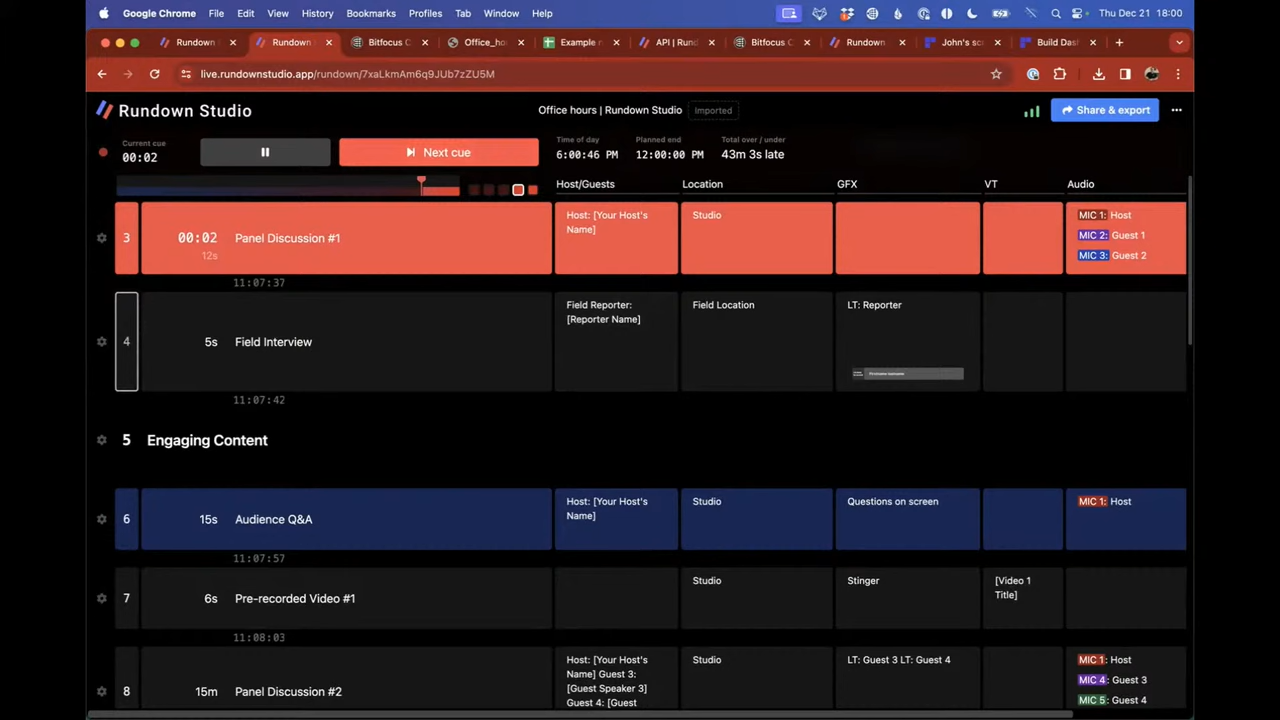 Google Chrome File Edit View History Bookmarks Profiles Tab Window Help Thu Dec 21 18:00
Rundown Rundown Bitfocus C Office_ho Example r API | Rund Bitfocus C Rundown John's sc Build Das
live.rundownstudio.app/rundown/7xaLkmAm6q9JUb7zZU5M
Rundown Studio
Office hours | Rundown Studio Imported
Share & export
Current cue
00:02
Next cue
Time of day Planned end Total over / under
6:00:46 PM 12:00:00 PM 43m 3s late
Host/Guests Location GFX VT Audio
3 00:02 Panel Discussion #1
12s
Host: [Your Host's
Name]
Studio
MIC 1: Host
MIC 2: Guest 1
MIC 3: Guest 2
11:07:37
4 5s Field Interview
Field Reporter:
[Reporter Name]
Field Location
LT: Reporter
11:07:42
5 Engaging Content
6 15s Audience Q&A
Host: [Your Host's
Name]
Studio
Questions on screen
MIC 1: Host
11:07:57
7 6s Pre-recorded Video #1
Studio
Stinger
[Video 1
Title]
11:08:03
8 15m Panel Discussion #2
Host: [Your Host's
Name] Guest 3:
[Guest Speaker 3]
Guest 4: [Guest
Studio
LT: Guest 3 LT: Guest 4
MIC 1: Host
MIC 4: Guest 3
MIC 5: Guest 4